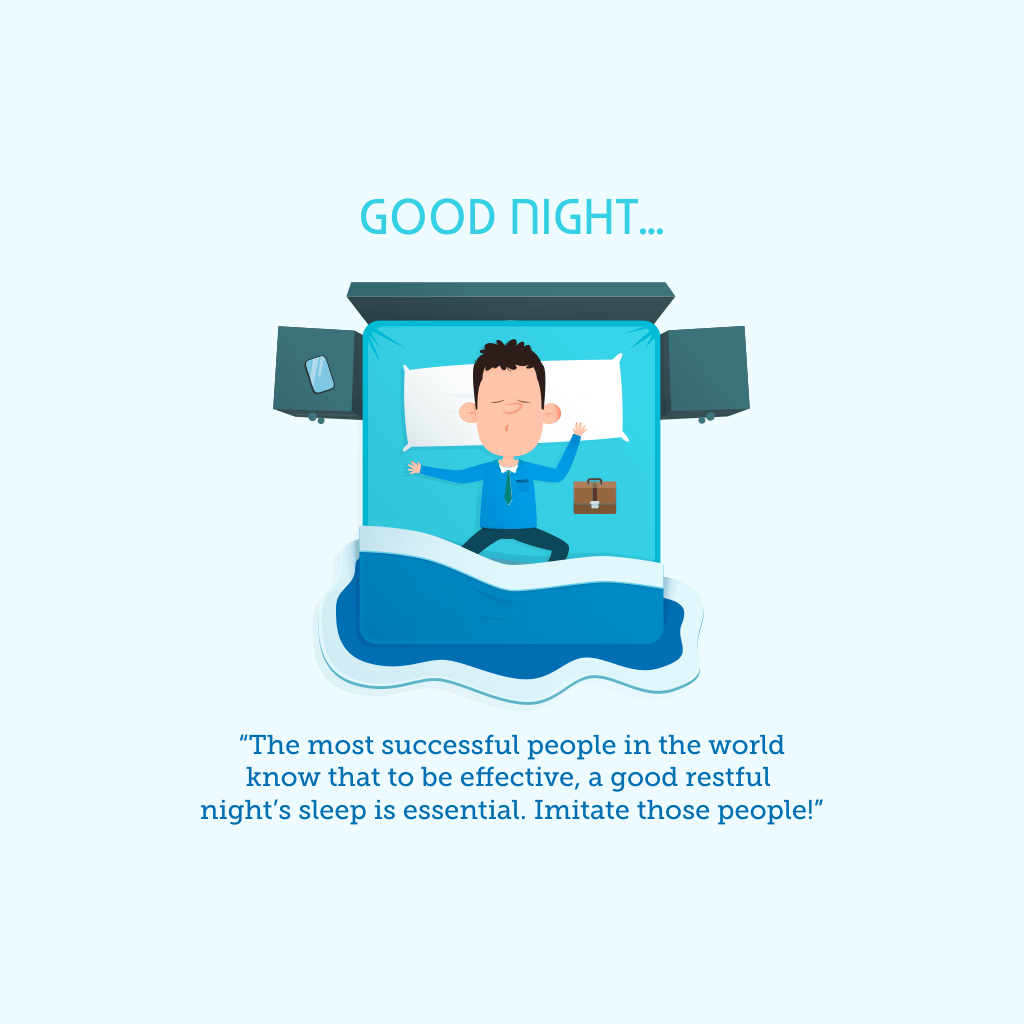 GOOD NIGHT...
“The most successful people in the world
know that to be effective, a good restful
night’s sleep is essential. Imitate those people!”